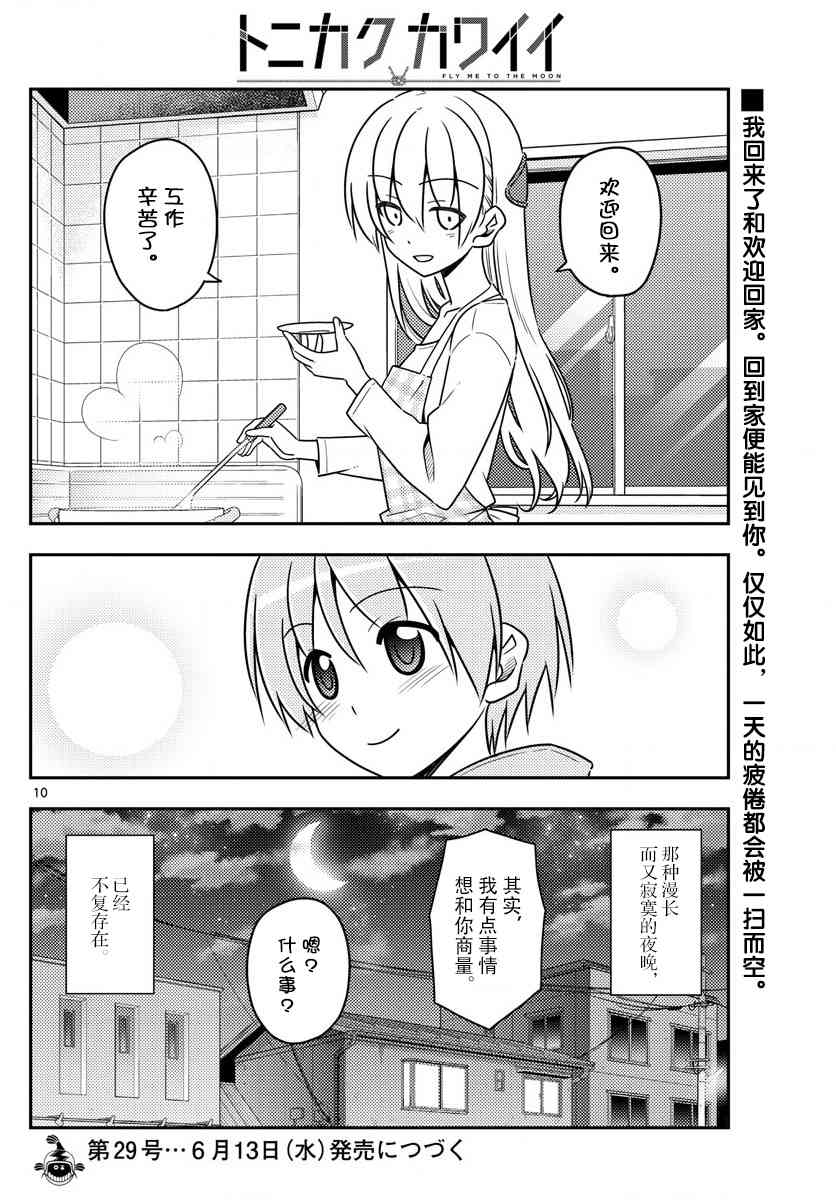 トニカクカワイイ
FLY ME TO THE MOON
欢迎回来。
互作
辛苦了。
■我回来了和欢迎回家。回到家便能见到你。仅仅如此，一天的疲倦都会被一扫而空。
10
那种漫长
而又寂寞的夜晚，
其实，
我有点事情
想和你商量。
嗯？
什么事？
已经
不复存在。
第29号…6月13日(水)発売につづく